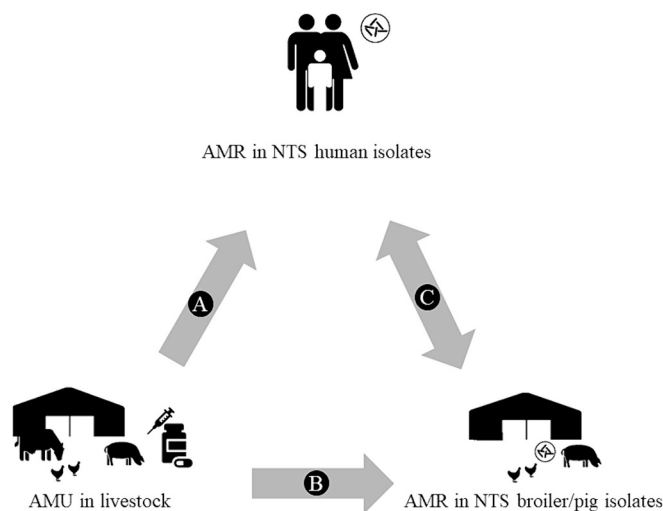 AMR in NTS human isolates
A
C
AMU in livestock
B
AMR in NTS broiler/pig isolates